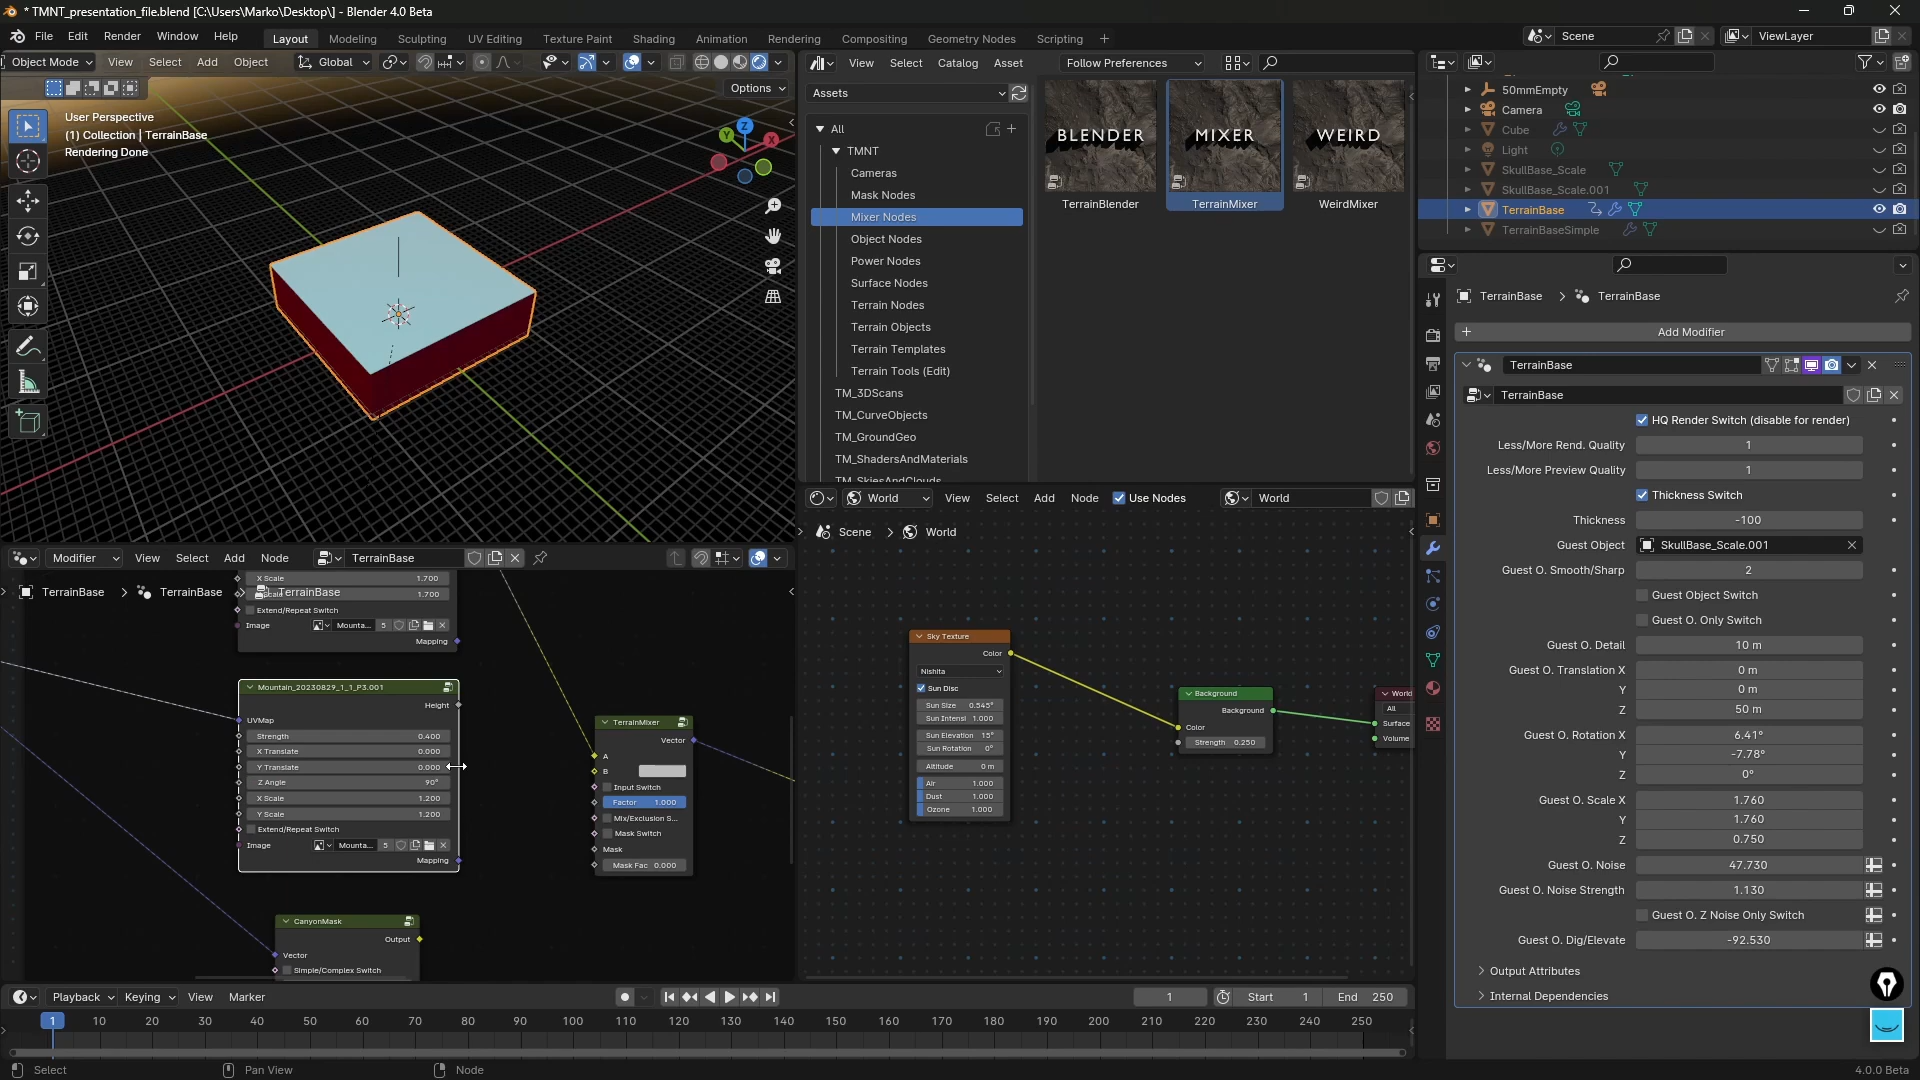 * TMNT_presentation_file.blend [C:\Users\Marko\Desktop\] - Blender 4.0 Beta
File Edit Render Window Help Layout Modeling Sculpting UV Editing Texture Paint Shading Animation Rendering Compositing Geometry Nodes Scripting + Scene ViewLayer
Object Mode View Select Add Object Global
Options
User Perspective
(1) Collection | TerrainBase
Rendering Done
Z
Y
X
View Select Catalog Asset Follow Preferences
Assets
All
TMNT
Cameras
Mask Nodes
Mixer Nodes
Object Nodes
Power Nodes
Surface Nodes
Terrain Nodes
Terrain Objects
Terrain Templates
Terrain Tools (Edit)
TM_3DScans
TM_CurveObjects
TM_GroundGeo
TM_ShadersAndMaterials
TM_SkiesAndClouds
BLENDER
MIXER
WEIRD
TerrainBlender
TerrainMixer
WeirdMixer
50mmEmpty
Camera
Cube
Light
SkullBase_Scale
SkullBase_Scale.001
TerrainBase
TerrainBaseSimple
TerrainBase > TerrainBase
+ Add Modifier
TerrainBase
TerrainBase
HQ Render Switch (disable for render)
Less/More Rend. Quality 1
Less/More Preview Quality 1
Thickness Switch
Thickness -100
Guest Object SkullBase_Scale.001
Guest O. Smooth/Sharp 2
Guest Object Switch
Guest O. Only Switch
Guest O. Detail 10 m
Guest O. Translation X 0 m
Y 0 m
Z 50 m
Guest O. Rotation X 6.41°
Y -7.78°
Z 0°
Guest O. Scale X 1.760
Y 1.760
Z 0.750
Guest O. Noise 47.730
Guest O. Noise Strength 1.130
Guest O. Z Noise Only Switch
Guest O. Dig/Elevate -92.530
Output Attributes
Internal Dependencies
World View Select Add Node Use Nodes World
Scene > World
Sky Texture
Color
Nishita
Sun Disc
Sun Size 0.545°
Sun Intensi 1.000
Sun Elevation 15°
Sun Rotation 0°
Altitude 0 m
Air 1.000
Dust 1.000
Ozone 1.000
Background
Background
Color
Strength 0.250
World
All
Surface
Volume
Modifier View Select Add Node TerrainBase
TerrainBase > TerrainBase > TerrainBase
X Scale 1.700
1.700
Extend/Repeat Switch
Image Mounta... 5
Mapping
Mountain_20230829_1_1_P3.001
Height
UVMap
Strength 0.400
X Translate 0.000
Y Translate 0.000
Z Angle 90°
X Scale 1.200
Y Scale 1.200
Extend/Repeat Switch
Image Mounta... 5
Mapping
TerrainMixer
Vector
A
B
Input Switch
Factor 1.000
Mix/Exclusion S...
Mask Switch
Mask
Mask Fac 0.000
CanyonMask
Output
Vector
Simple/Complex Switch
Playback Keying View Marker 1 Start 1 End 250
1 10 20 30 40 50 60 70 80 90 100 110 120 130 140 150 160 170 180 190 200 210 220 230 240 250
Select Pan View Node 4.0.0 Beta